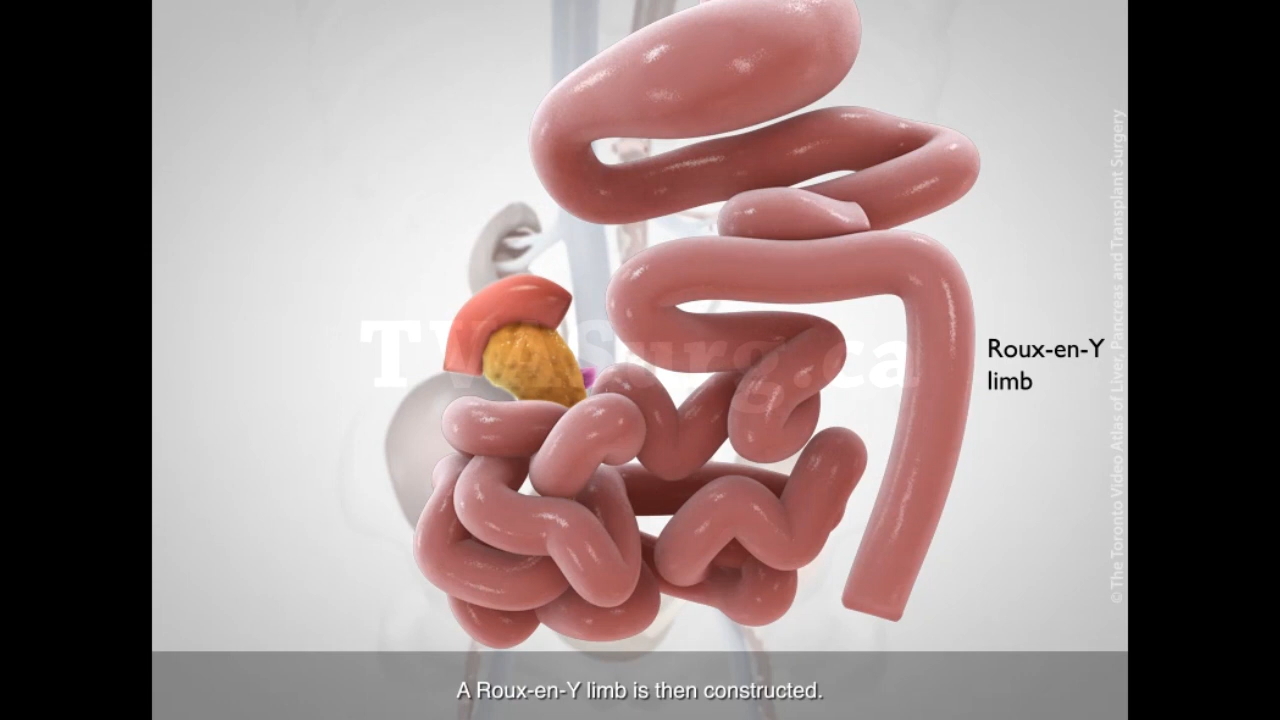 TVASurg.ca
Roux-en-Y
limb
© The Toronto Video Atlas of Liver, Pancreas and Transplant Surgery
A Roux-en-Y limb is then constructed.